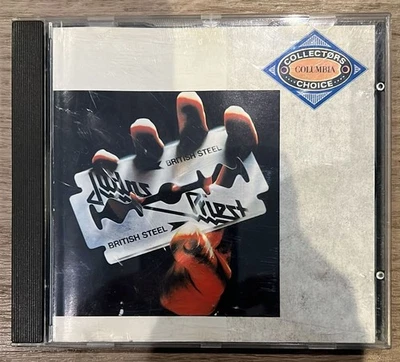 COLLECTORS
COLUMBIA
CHOICE
BRITISH STEEL
Judas
Priest
BRITISH STEEL